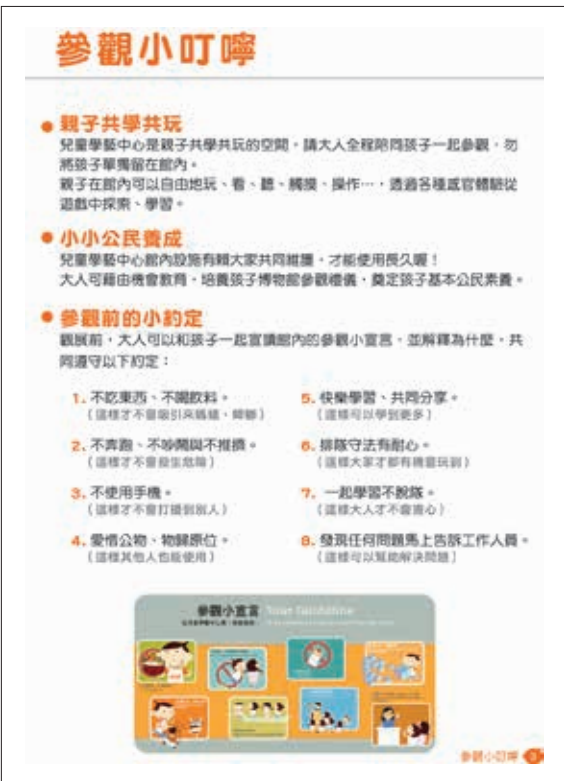 參觀小叮嚀
親子共學共玩
兒童學藝中心是親子共學共玩的空間，請大人全程陪同孩子一起參觀，勿
將孩子單獨留在館內。
親子在館內可以自由地玩、看、聽、觸摸、操作…，透過各種感官體驗從
遊戲中探索、學習。
小小公民養成
兒童學藝中心館內設施有賴大家共同維護，才能使用長久喔！
大人可藉由機會教育，培養孩子博物館參觀禮儀，奠定孩子基本公民素養。
參觀前的小約定
觀展前，大人可以和孩子一起宣讀館內的參觀小宣言，並解釋為什麼，共
同遵守以下約定：
1. 不吃東西、不喝飲料。
（這樣才不會吸引來螞蟻、蟑螂）
2. 不奔跑、不吵鬧與不推擠。
（這樣才不會發生危險）
3. 不使用手機。
（這樣才不會打擾到別人）
4. 愛惜公物、物歸原位。
（這樣其他人也能使用）
5. 快樂學習、共同分享。
（這樣可以學到更多）
6. 排隊守法有耐心。
（這樣大家才都有機會玩到）
7. 一起學習不脫隊。
（這樣大人才不會擔心）
8. 發現任何問題馬上告訴工作人員。
（這樣可以幫助解決問題）
參觀小宣言
參觀小叮嚀